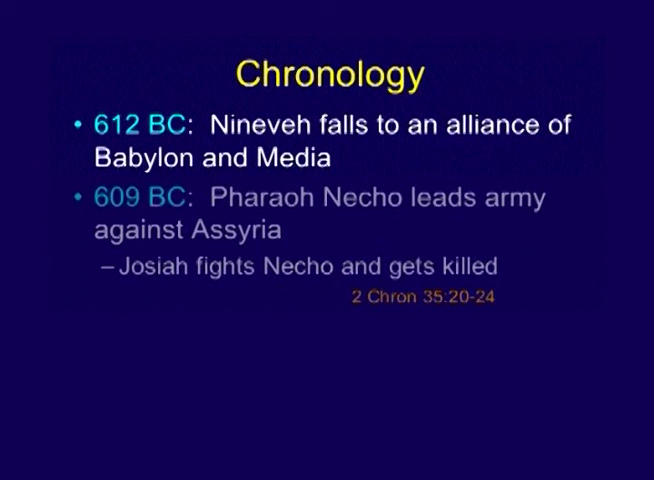 Chronology
• 612 BC:  Nineveh falls to an alliance of
Babylon and Media
• 609 BC:  Pharaoh Necho leads army
against Assyria
– Josiah fights Necho and gets killed
2 Chron 35:20-24